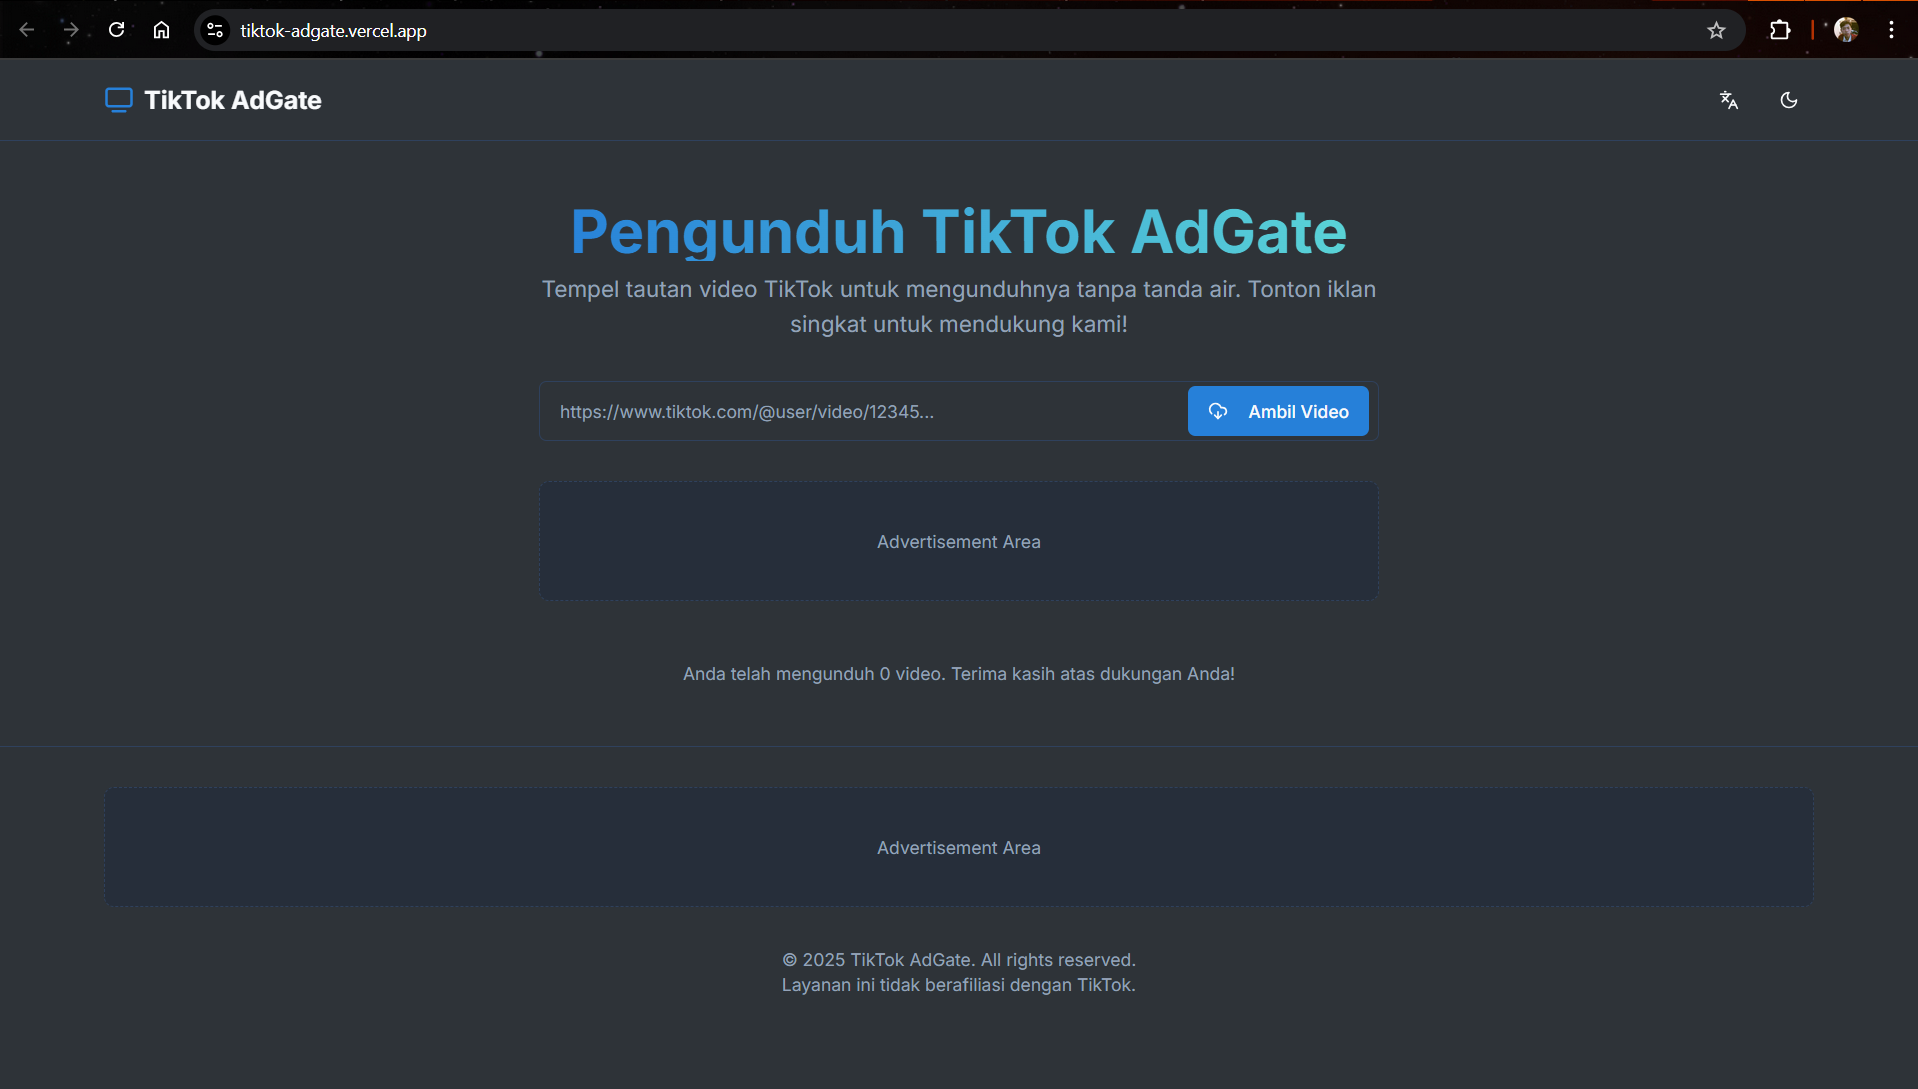 tiktok-adgate.vercel.app
TikTok AdGate
Pengunduh TikTok AdGate
Tempel tautan video TikTok untuk mengunduhnya tanpa tanda air. Tonton iklan
singkat untuk mendukung kami!
https://www.tiktok.com/@user/video/12345...
Ambil Video
Advertisement Area
Anda telah mengunduh 0 video. Terima kasih atas dukungan Anda!
Advertisement Area
© 2025 TikTok AdGate. All rights reserved.
Layanan ini tidak berafiliasi dengan TikTok.